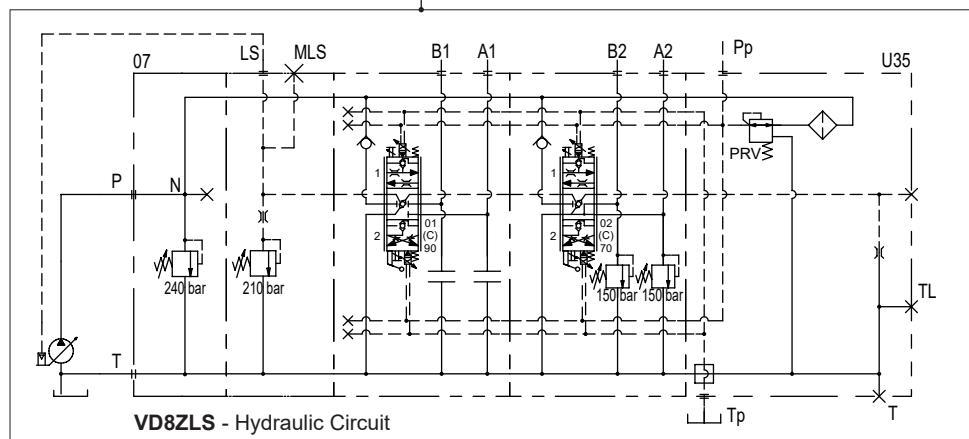 07 LS MLS B1 A1 B2 A2 Pp U35
PRV
P N
1 1
2 01 2 02
(C) (C)
90 70
240 bar 210 bar 150 bar 150 bar
TL
T
Tp T
VD8ZLS - Hydraulic Circuit